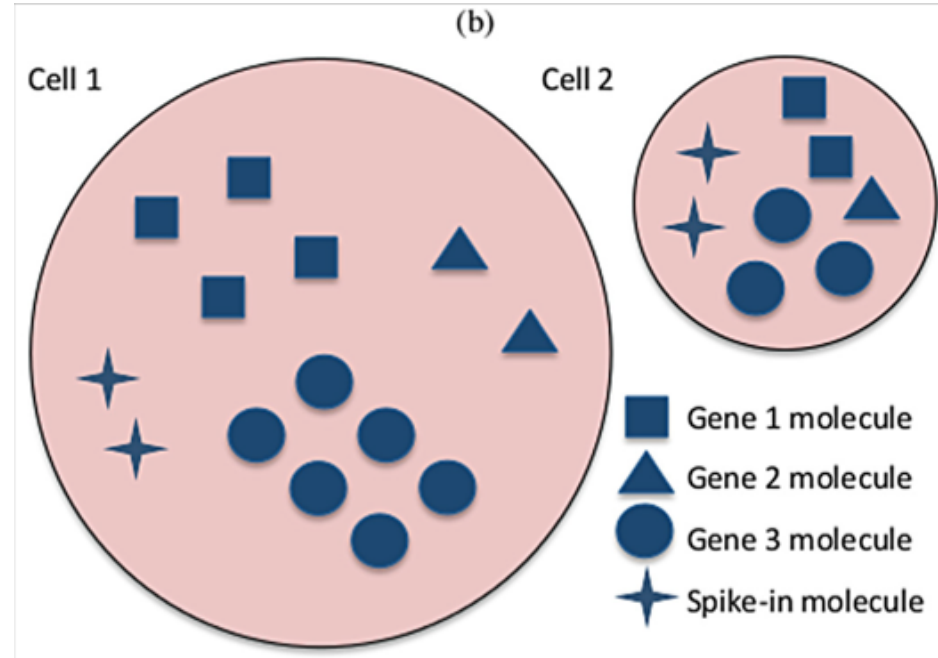 (b)
Cell 1
Cell 2
Gene 1 molecule
Gene 2 molecule
Gene 3 molecule
Spike-in molecule